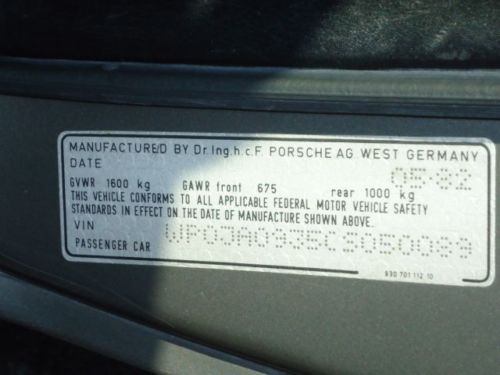 MANUFACTURED BY Dr.Ing.h.c.F. PORSCHE AG WEST GERMANY
DATE 05-82
GVWR 1600 kg GAWR front 675 rear 1000 kg
THIS VEHICLE CONFORMS TO ALL APPLICABLE FEDERAL MOTOR VEHICLE SAFETY
STANDARDS IN EFFECT ON THE DATE OF MANUFACTURE SHOWN ABOVE.
VIN WP0JA0935CS050089
PASSENGER CAR
930 701 112 10